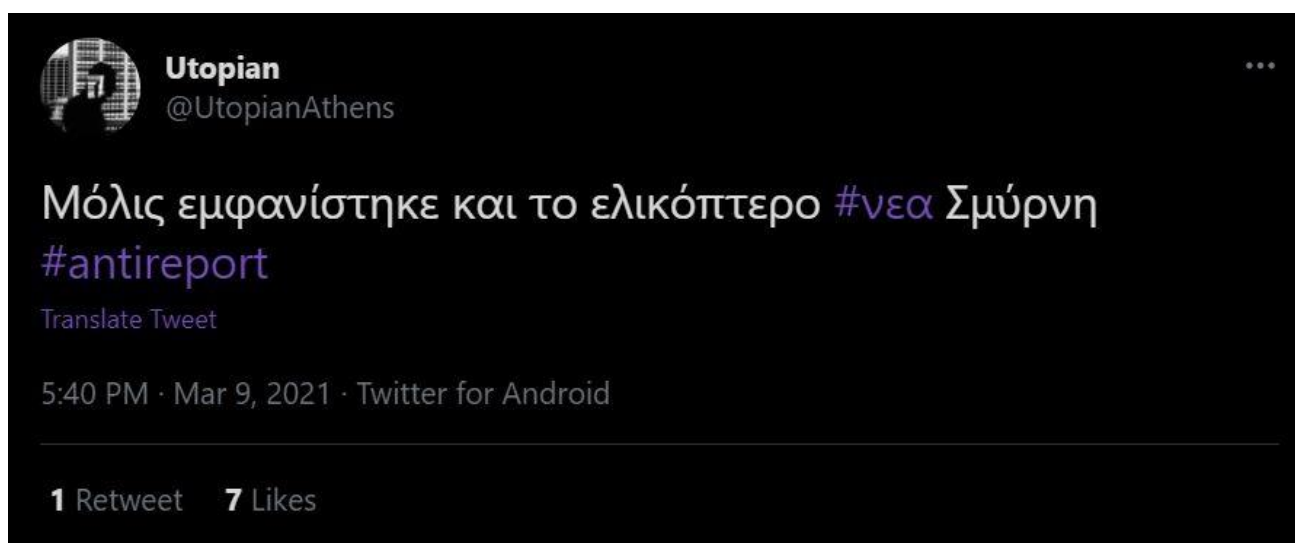 Utopian
@UtopianAthens
Μόλις εμφανίστηκε και το ελικόπτερο #νεα Σμύρνη
#antireport
Translate Tweet
5:40 PM · Mar 9, 2021 · Twitter for Android
1 Retweet 7 Likes